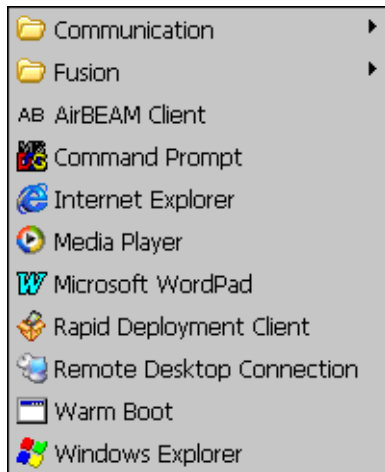 Communication
Fusion
AB AirBEAM Client
Command Prompt
Internet Explorer
Media Player
Microsoft WordPad
Rapid Deployment Client
Remote Desktop Connection
Warm Boot
Windows Explorer